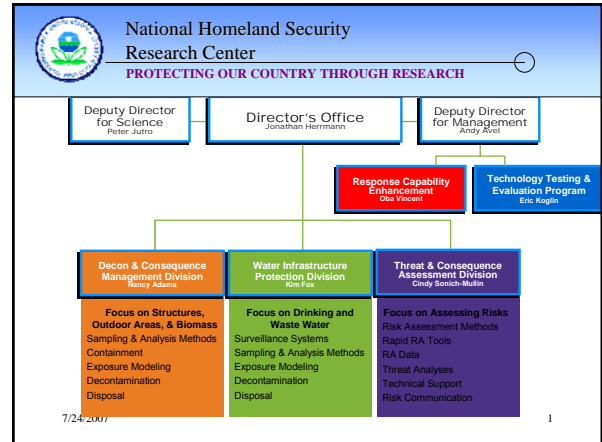 National Homeland Security
Research Center
PROTECTING OUR COUNTRY THROUGH RESEARCH
Deputy Director
for Science
Peter Jutro
Director's Office
Jonathan Herrmann
Deputy Director
for Management
Andy Avel
Response Capability
Enhancement
Oba Vincent
Technology Testing &
Evaluation Program
Eric Koglin
Decon & Consequence
Management Division
Nancy Adams
Water Infrastructure
Protection Division
Kim Fox
Threat & Consequence
Assessment Division
Cindy Sonich-Mullin
Focus on Structures,
Outdoor Areas, & Biomass
Sampling & Analysis Methods
Containment
Exposure Modeling
Decontamination
Disposal
Focus on Drinking and
Waste Water
Surveillance Systems
Sampling & Analysis Methods
Exposure Modeling
Decontamination
Disposal
Focus on Assessing Risks
Risk Assessment Methods
Rapid RA Tools
RA Data
Threat Analyses
Technical Support
Risk Communication
7/24/2007
1